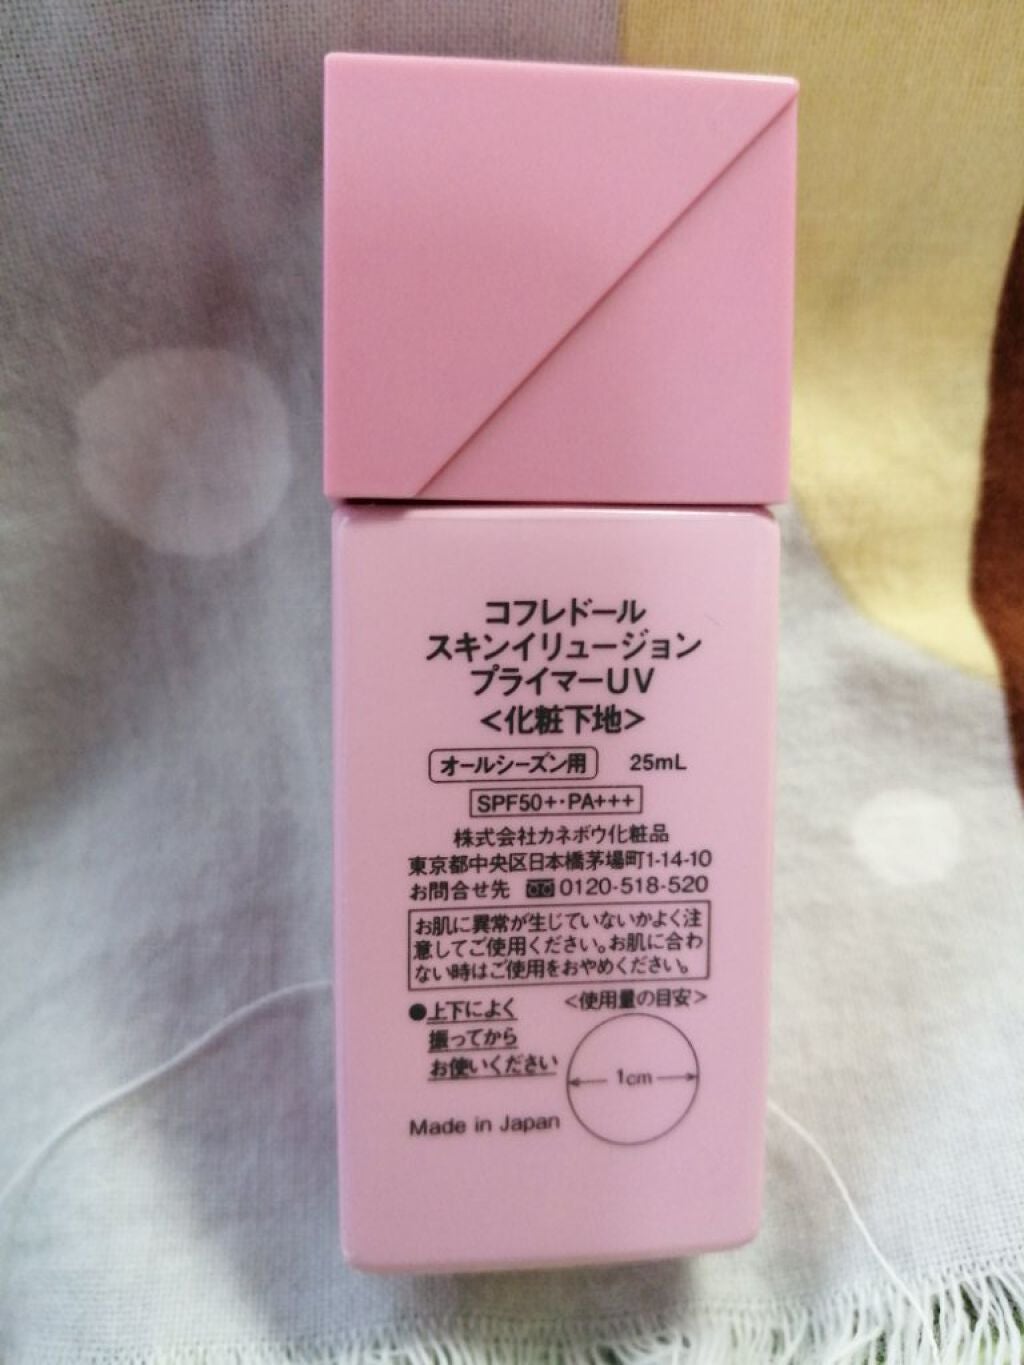 コフレドール
スキンイリュージョン
プライマーUV
<化粧下地>
オールシーズン用 25mL
SPF50+・PA+++
株式会社カネボウ化粧品
東京都中央区日本橋茅場町1-14-10
お問合せ先 0120-518-520
お肌に異常が生じていないかよく注
意してご使用ください。お肌に合わ
ない時はご使用をおやめください。
●上下によく
振ってから
お使いください
<使用量の目安>
1cm
Made in Japan